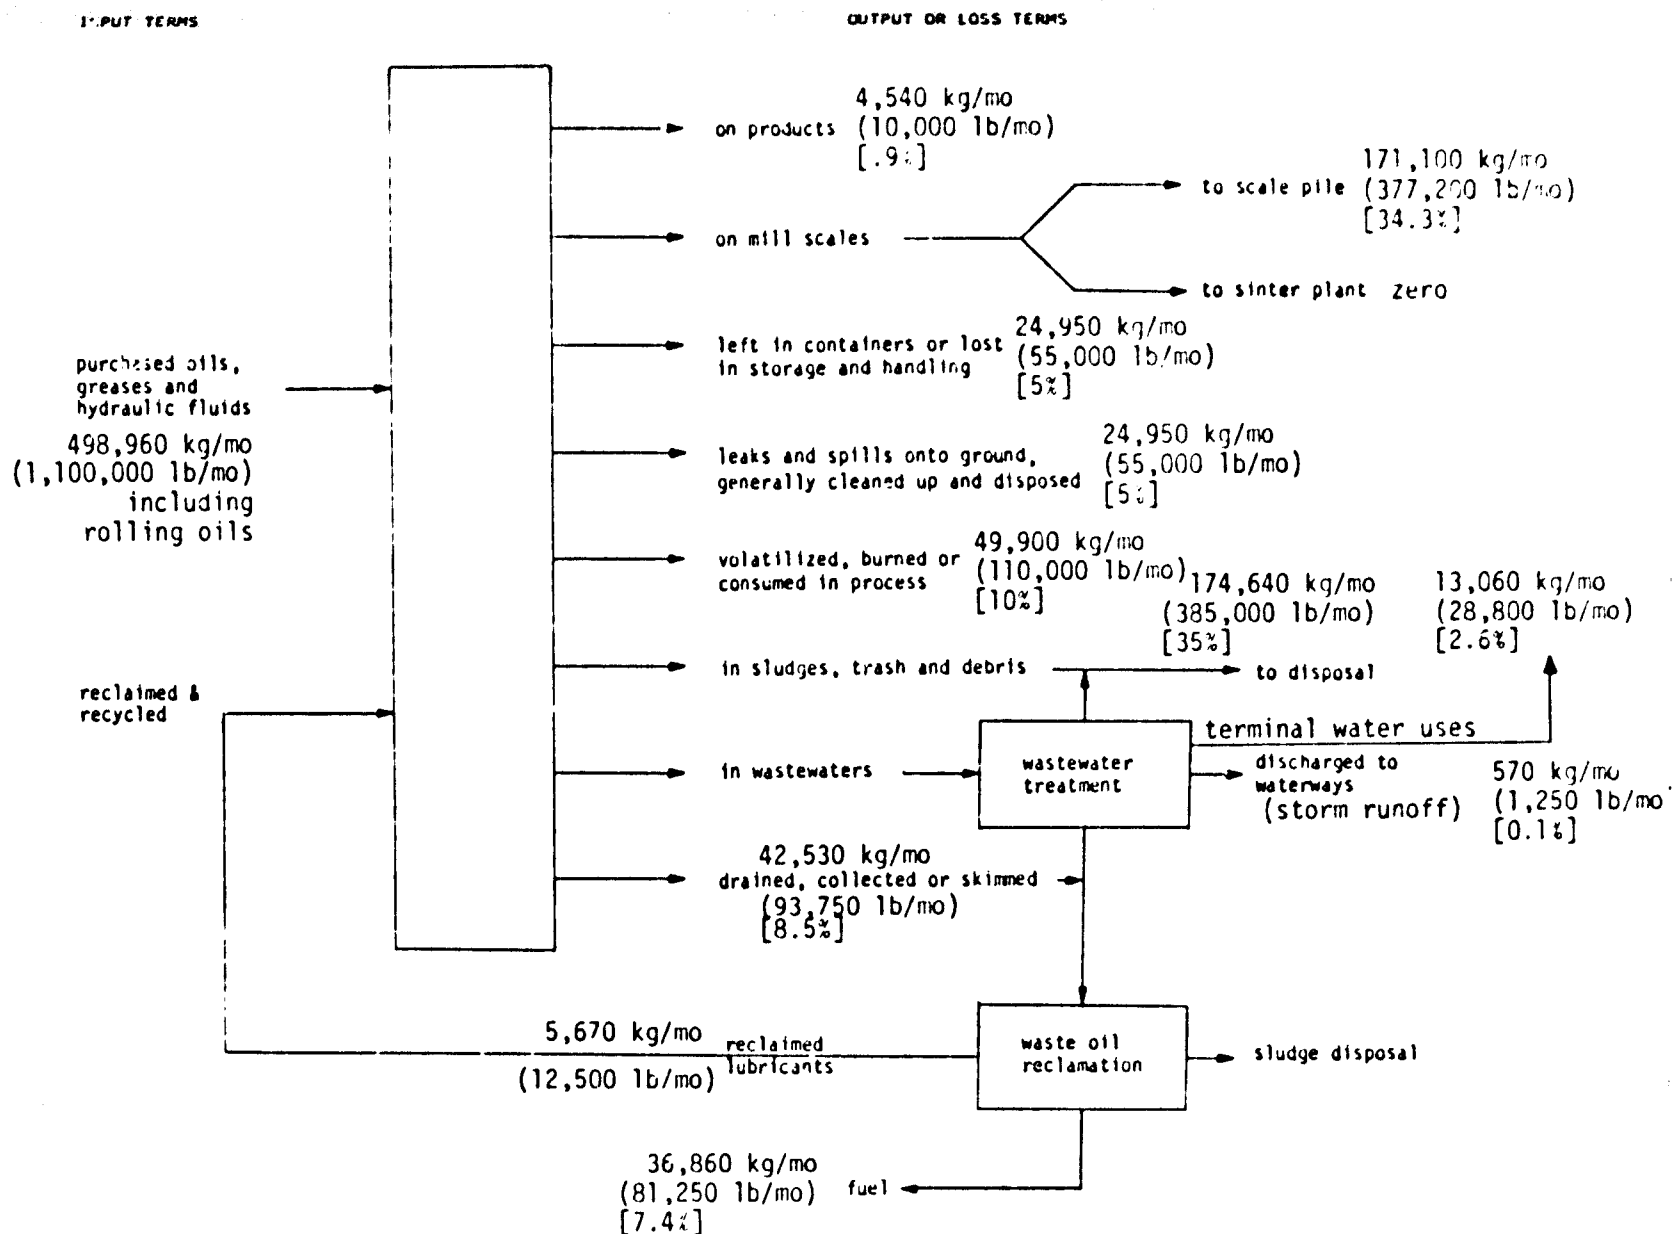 INPUT TERMS
OUTPUT OR LOSS TERMS
4,540 kg/mo
on products (10,000 lb/mo)
[.9%]
171,100 kg/mo
to scale pile (377,200 lb/mo)
[34.3%]
on mill scales
to sinter plant zero
24,950 kg/mo
left in containers or lost (55,000 lb/mo)
in storage and handling
[5%]
purchased oils,
greases and
hydraulic fluids
498,960 kg/mo
(1,100,000 lb/mo)
including
rolling oils
24,950 kg/mo
leaks and spills onto ground, (55,000 lb/mo)
generally cleaned up and disposed
[5%]
49,900 kg/mo
volatilized, burned or (110,000 lb/mo)
consumed in process
[10%]
174,640 kg/mo
(385,000 lb/mo)
[35%]
13,060 kg/mo
(28,800 lb/mo)
[2.6%]
in sludges, trash and debris
to disposal
reclaimed &
recycled
terminal water uses
in wastewaters
wastewater
treatment
discharged to
waterways
(storm runoff)
570 kg/mo
(1,250 lb/mo
[0.1%]
42,530 kg/mo
drained, collected or skimmed
(93,750 lb/mo)
[8.5%]
5,670 kg/mo
(12,500 lb/mo)
reclaimed
lubricants
waste oil
reclamation
sludge disposal
36,860 kg/mo
(81,250 lb/mo) fuel
[7.4%]